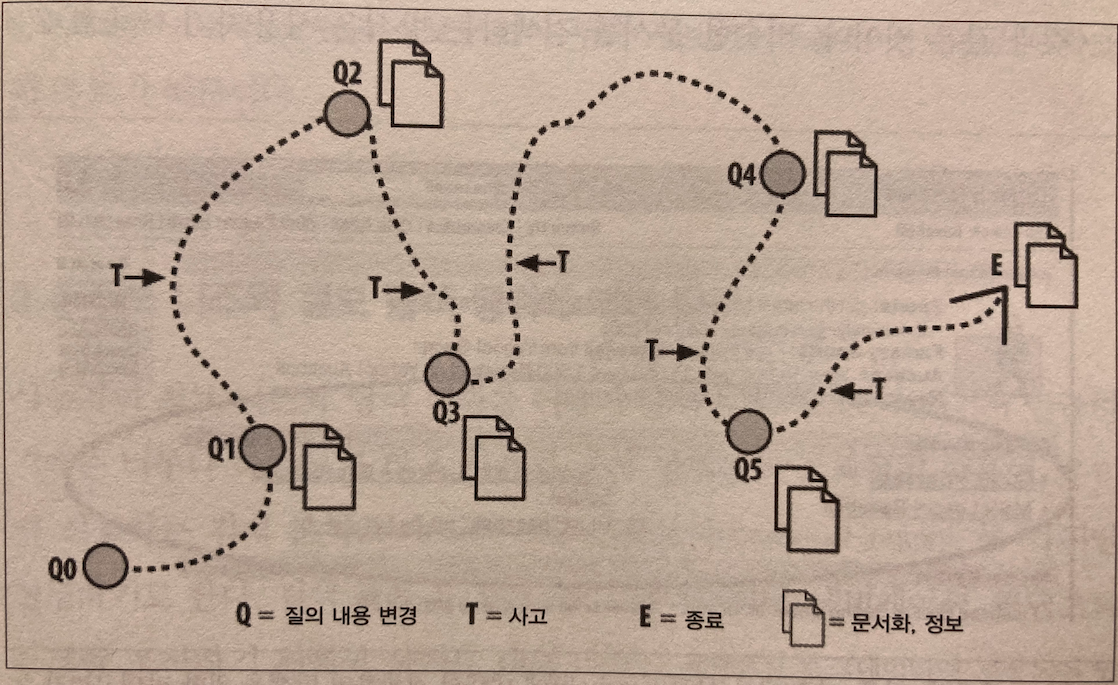 Q2
Q4
E
T
T
T
T
T
Q3
Q1
Q5
Q0
Q = 질의 내용 변경 T = 사고 E = 종료 = 문서화, 정보